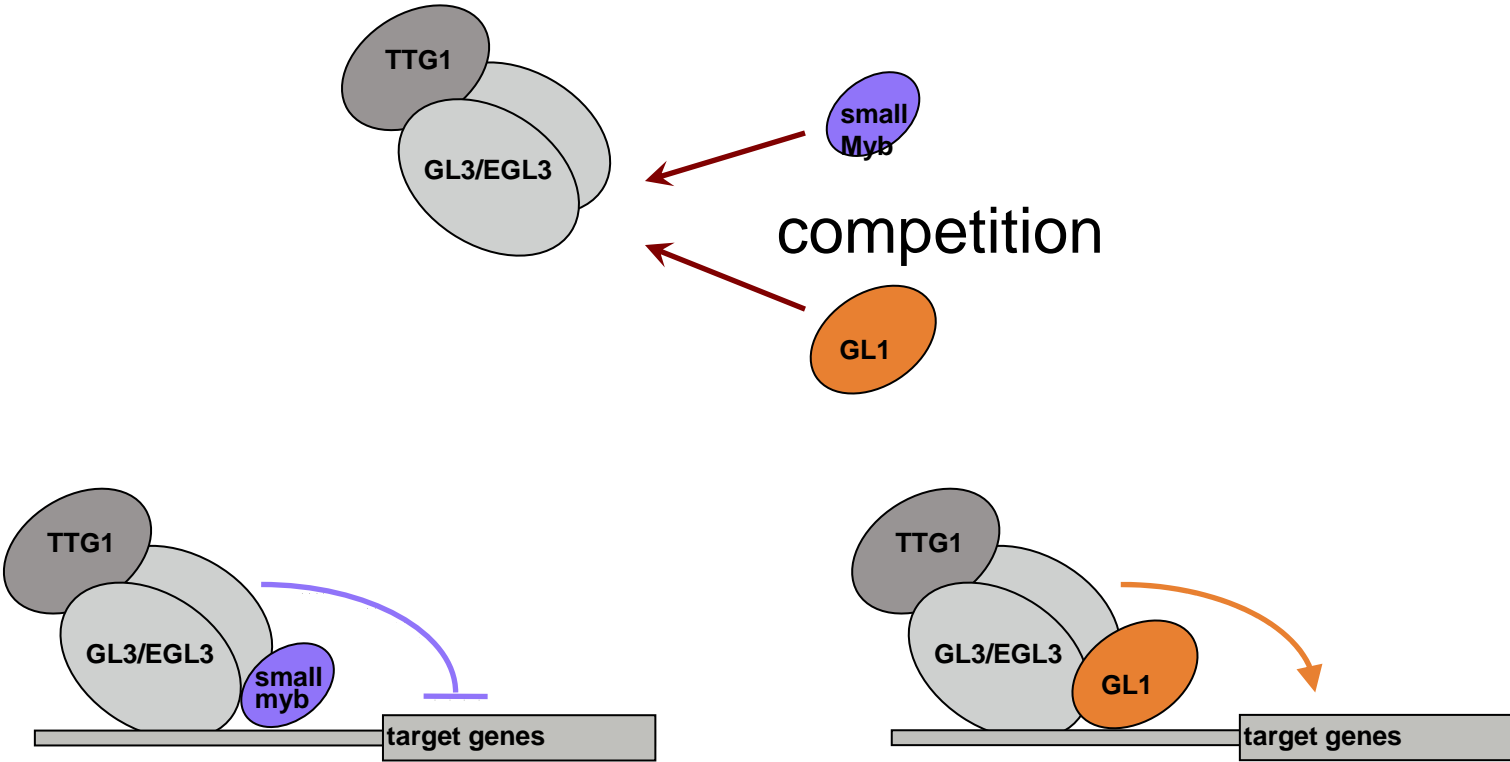 TTG1
small
Myb
GL3/EGL3
competition
GL1
TTG1
GL3/EGL3
small
myb
target genes
TTG1
GL3/EGL3
GL1
target genes